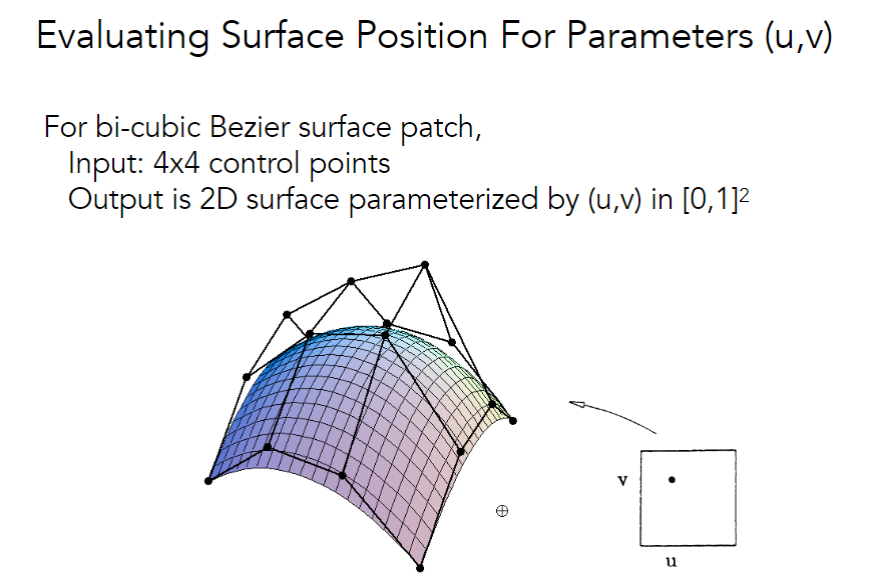 Evaluating Surface Position For Parameters (u,v)
For bi-cubic Bezier surface patch,
Input: 4x4 control points
Output is 2D surface parameterized by (u,v) in [0,1]²
v
u